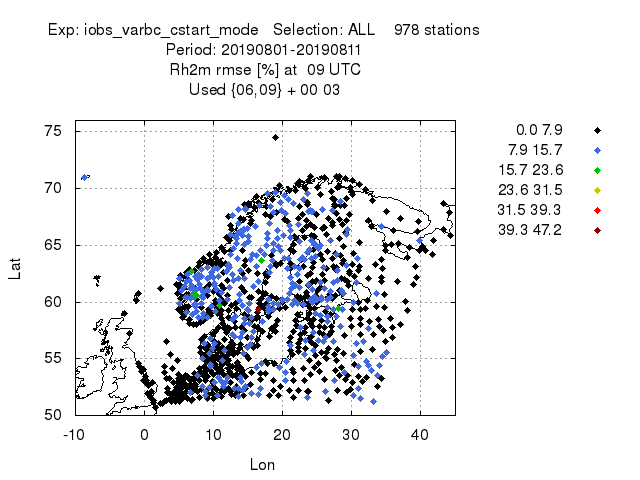 Exp: iobs_varbc_cstart_mode Selection: ALL 978 stations
Period: 20190801-20190811
Rh2m rmse [%] at 09 UTC
Used {06,09} + 00 03
75
70
65
60
55
50
Lat
-10 0 10 20 30 40
Lon
0.0 7.9
7.9 15.7
15.7 23.6
23.6 31.5
31.5 39.3
39.3 47.2